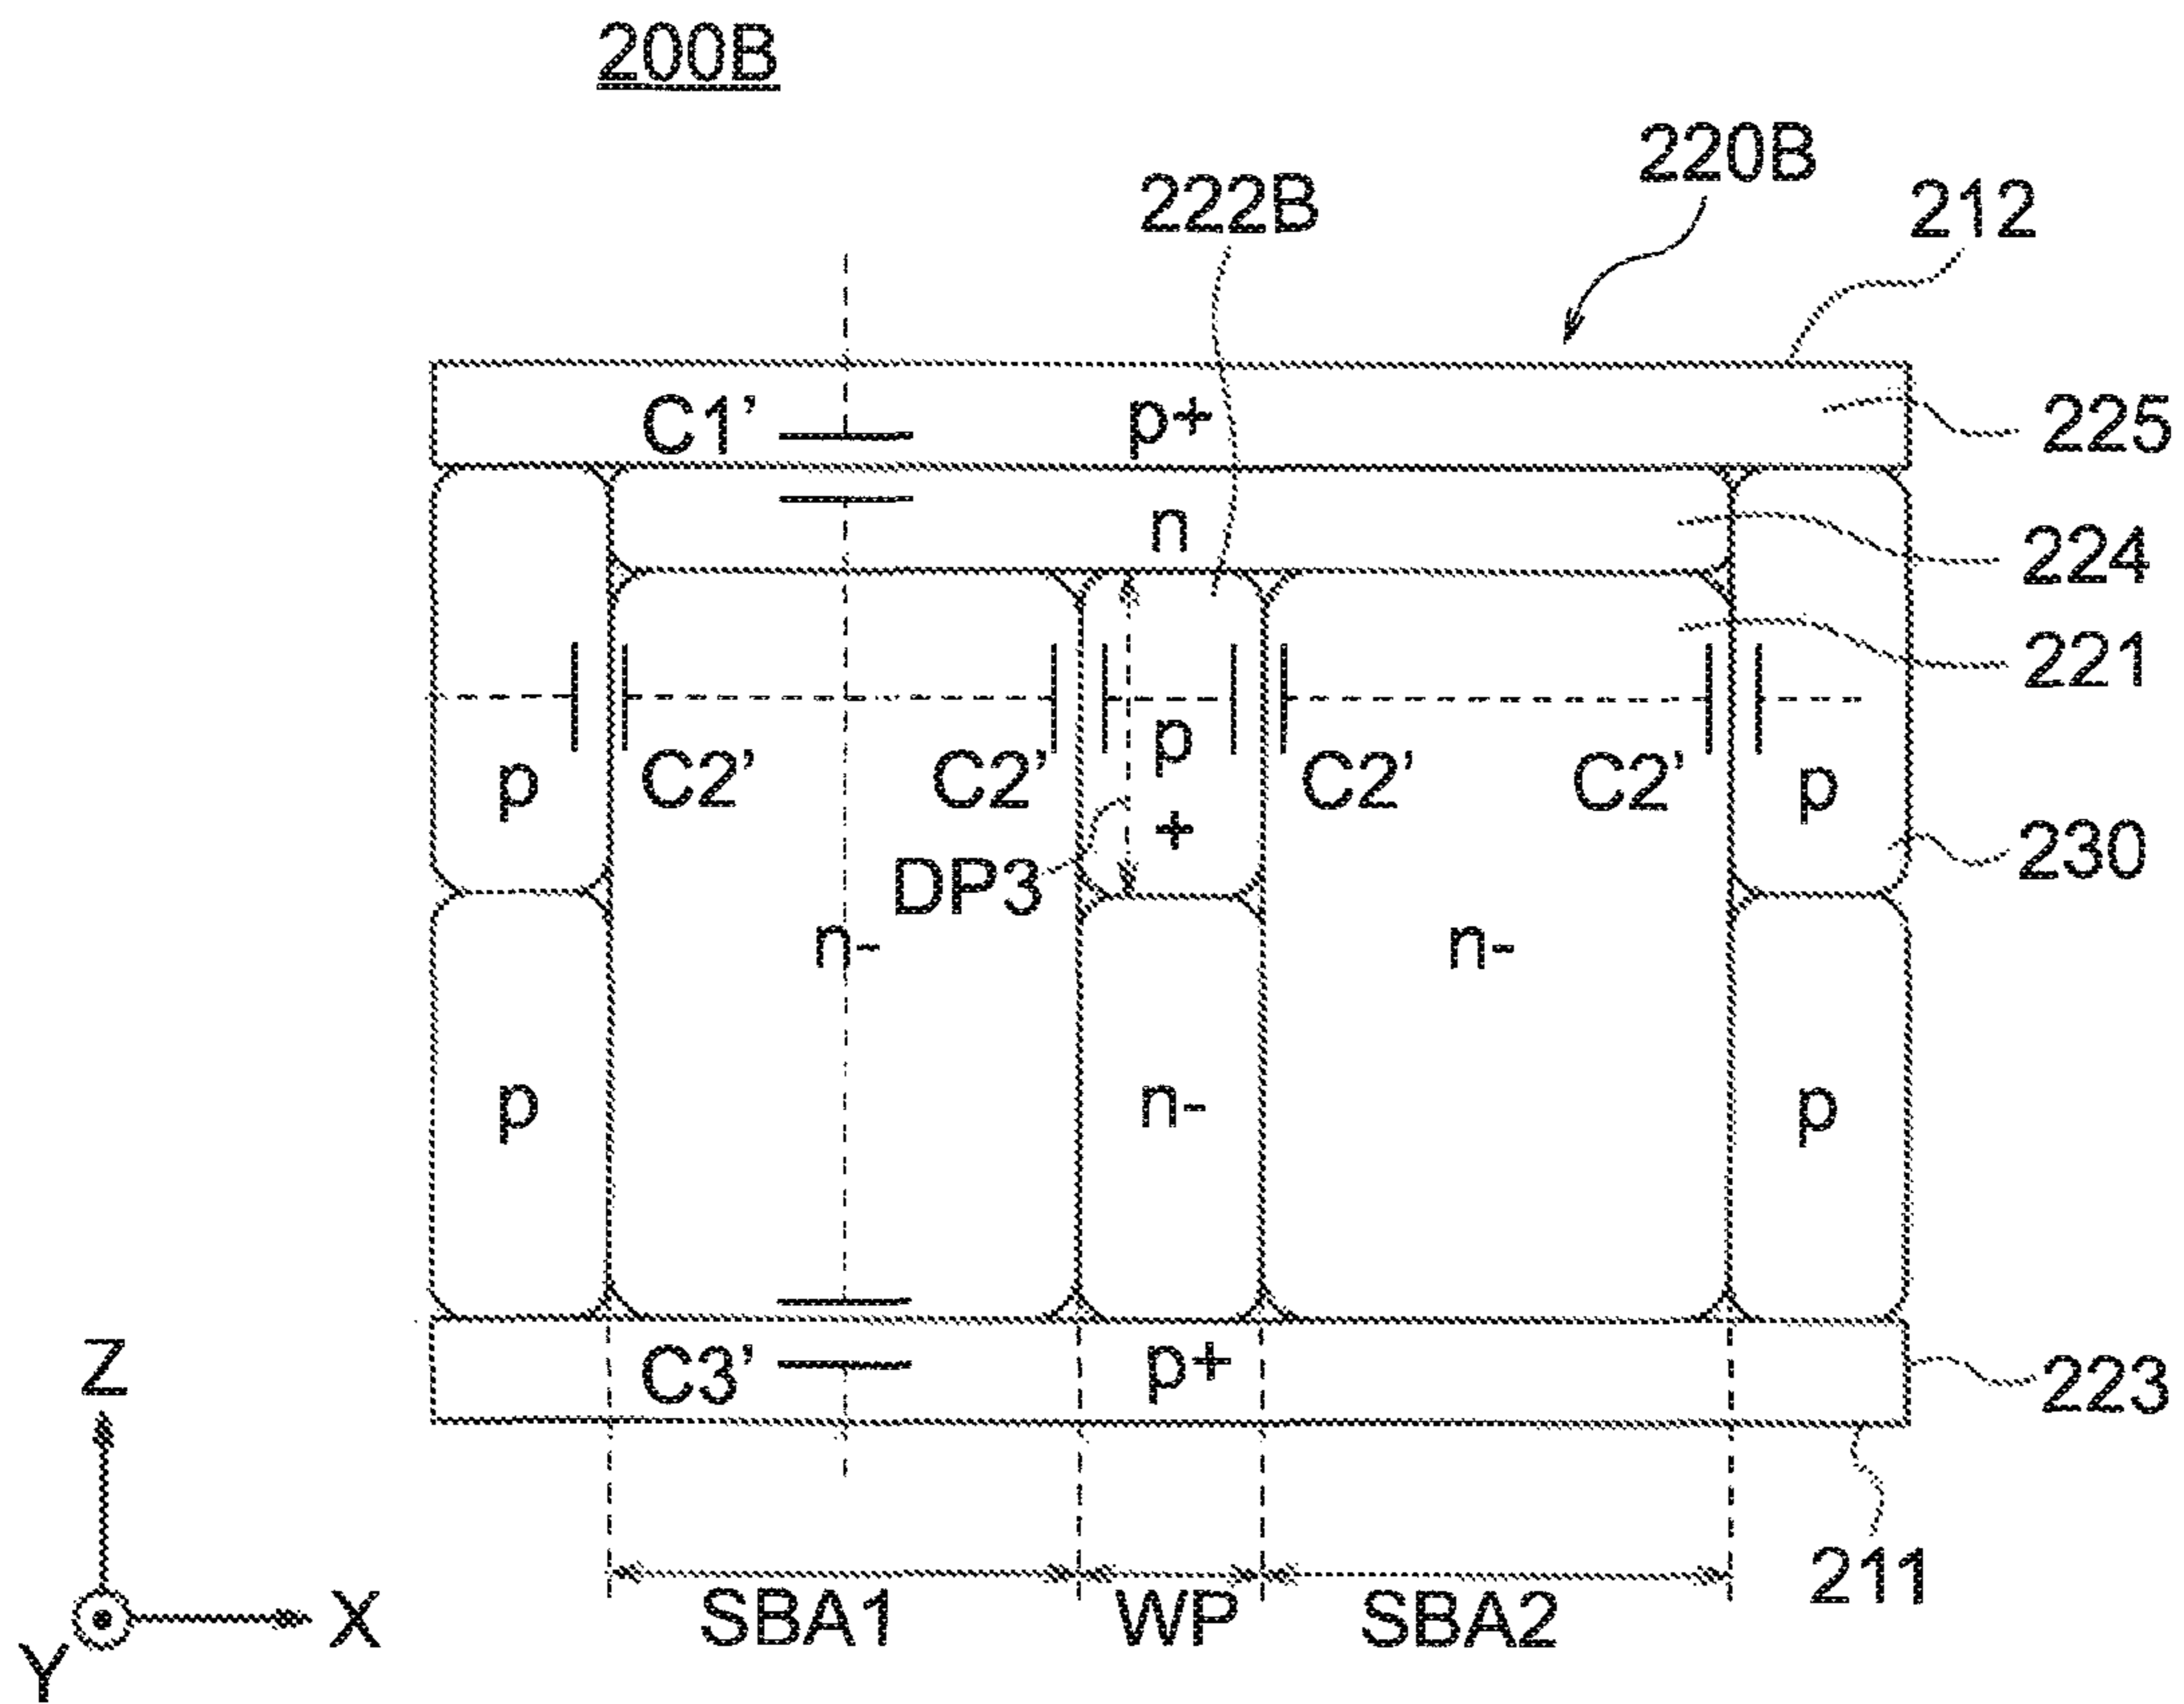 200B
220B
222B
212
C1’ p+ 225
n 224
221
p
+
C2’ C2’ C2’ C2’
p p
DP3 230
n- n-
p n- p
C3’ p+ 223
Z
211
SBA1 WP SBA2
X
Y